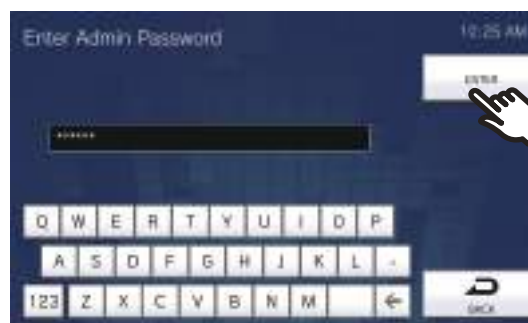 Enter Admin Password
10:25 AM
ENTER
******
Q W E R T Y U I O P
A S D F G H J K L -
123 Z X C V B N M ←
BACK